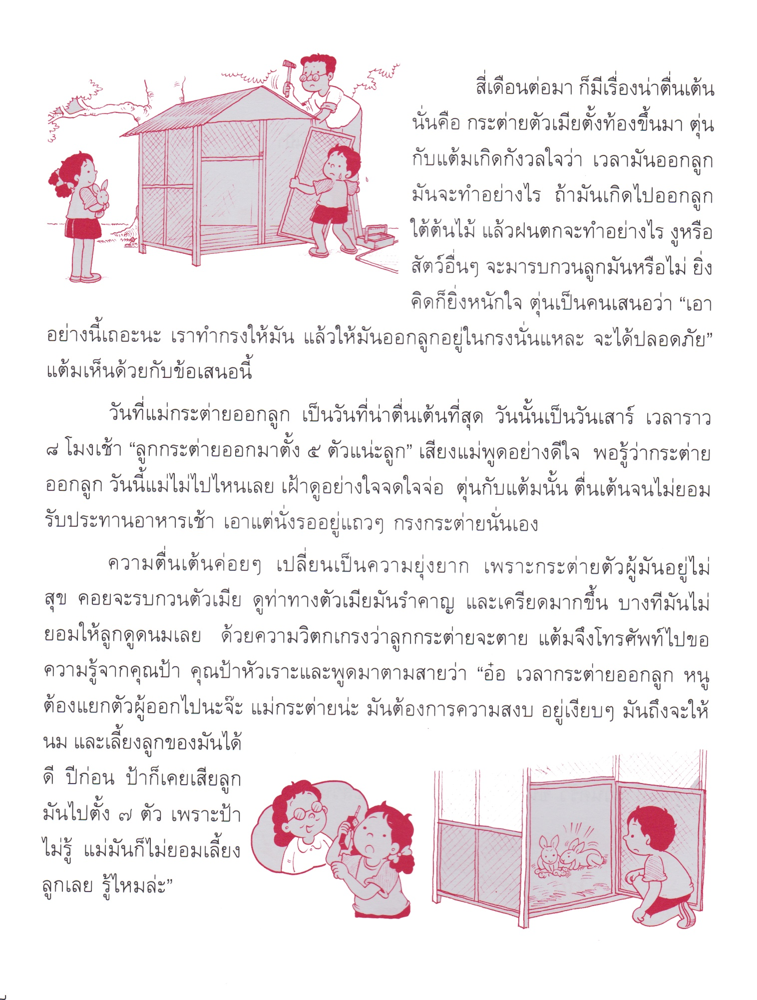 สี่เดือนต่อมา ก็มีเรื่องน่าตื่นเต้น
นั่นคือ กระต่ายตัวเมียตั้งท้องขึ้นมา ตุ่น
กับแต้มเกิดกังวลใจว่า เวลามันออกลูก
มันจะทำอย่างไร ถ้ามันเกิดไปออกลูก
ใต้ต้นไม้ แล้วฝนตกจะทำอย่างไร งูหรือ
สัตว์อื่นๆ จะมารบกวนลูกมันหรือไม่ ยิ่ง
คิดก็ยิ่งหนักใจ ตุ่นเป็นคนเสนอว่า “เอา
อย่างนี้เถอะนะ เราทำกรงให้มัน แล้วให้มันออกลูกอยู่ในกรงนั่นแหละ จะได้ปลอดภัย”
แต้มเห็นด้วยกับข้อเสนอนี้
วันที่แม่กระต่ายออกลูก เป็นวันที่น่าตื่นเต้นที่สุด วันนั้นเป็นวันเสาร์ เวลาราว
๘ โมงเช้า “ลูกกระต่ายออกมาตั้ง ๕ ตัวแน่ะลูก” เสียงแม่พูดอย่างดีใจ พอรู้ว่ากระต่าย
ออกลูก วันนี้แม่ไม่ไปไหนเลย เฝ้าดูอย่างใจจดใจจ่อ ตุ่นกับแต้มนั้น ตื่นเต้นจนไม่ยอม
รับประทานอาหารเช้า เอาแต่นั่งรออยู่แถวๆ กรงกระต่ายนั่นเอง
ความตื่นเต้นค่อยๆ เปลี่ยนเป็นความยุ่งยาก เพราะกระต่ายตัวผู้มันอยู่ไม่
สุข คอยจะรบกวนตัวเมีย ดูท่าทางตัวเมียมันรำคาญ และเครียดมากขึ้น บางทีมันไม่
ยอมให้ลูกดูดนมเลย ด้วยความวิตกเกรงว่าลูกกระต่ายจะตาย แต้มจึงโทรศัพท์ไปขอ
ความรู้จากคุณป้า คุณป้าหัวเราะและพูดมาตามสายว่า “อ๋อ เวลากระต่ายออกลูก หนู
ต้องแยกตัวผู้ออกไปนะจ๊ะ แม่กระต่ายน่ะ มันต้องการความสงบ อยู่เงียบๆ มันถึงจะให้
นม และเลี้ยงลูกของมันได้
ดี ปีก่อน ป้าก็เคยเสียลูก
มันไปตั้ง ๗ ตัว เพราะป้า
ไม่รู้ แม่มันก็ไม่ยอมเลี้ยง
ลูกเลย รู้ไหมล่ะ”